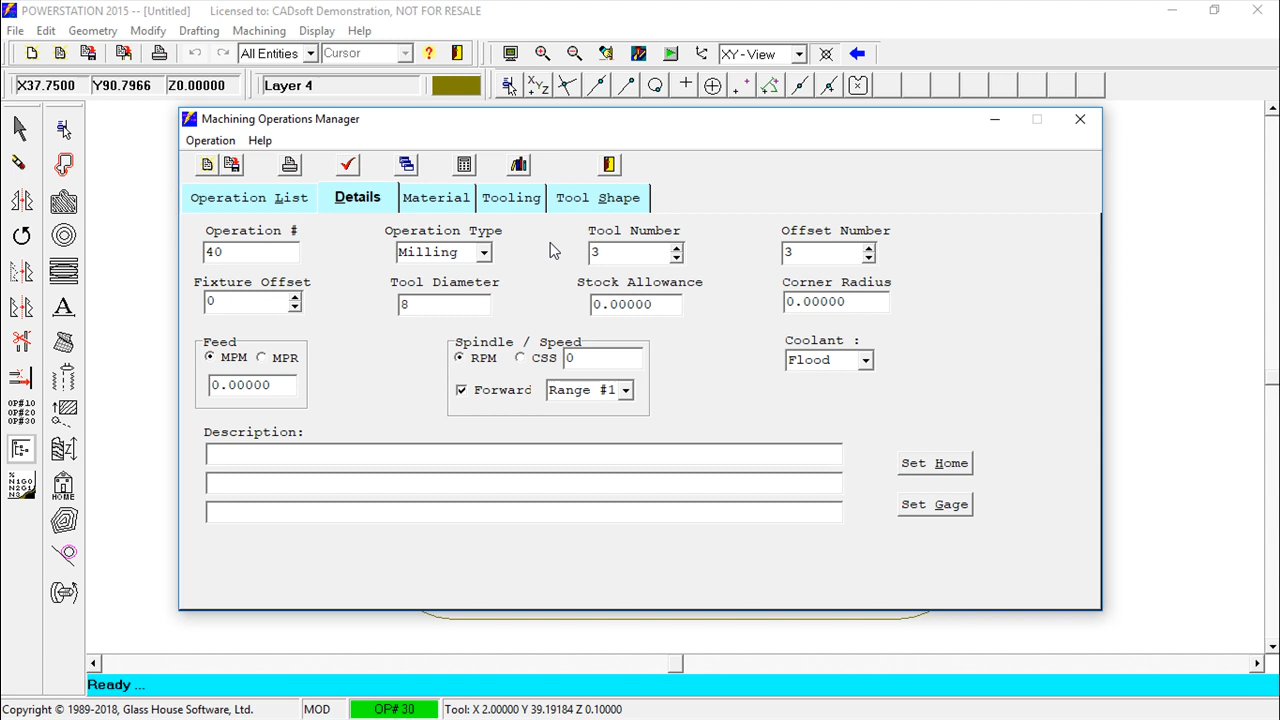 POWERSTATION 2015 -- [Untitled] Licensed to: CADsoft Demonstration, NOT FOR RESALE
File Edit Geometry Modify Drafting Machining Display Help
All Entities Cursor ? XY - View
X37.7500 Y90.7966 Z0.00000 Layer 4
Machining Operations Manager
Operation Help
Operation List Details Material Tooling Tool Shape
Operation # Operation Type Tool Number Offset Number
40 Milling 3 3
Fixture Offset Tool Diameter Stock Allowance Corner Radius
0 8 0.00000 0.00000
Feed Spindle / Speed Coolant :
MPM MPR RPM CSS 0 Flood
0.00000 Forward Range #1
Description:
Set Home
Set Gage
OP#10
OP#20
OP#30
HOME
Ready ...
Copyright © 1989-2018, Glass House Software, Ltd. MOD OP# 30 Tool: X 2.00000 Y 39.19184 Z 0.10000